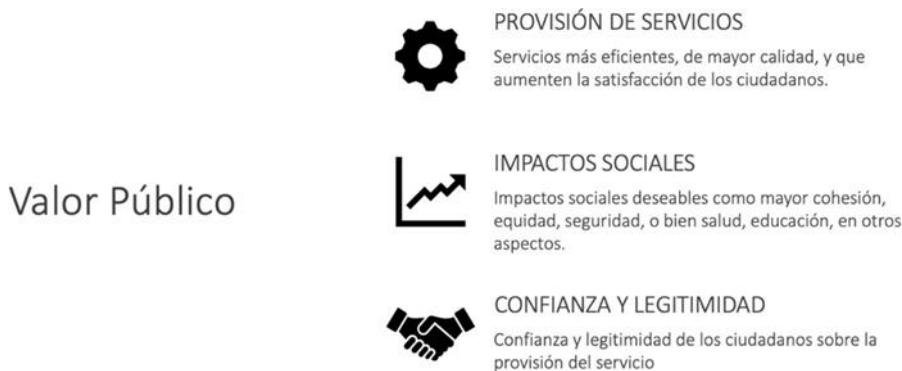 Valor Público
PROVISIÓN DE SERVICIOS
Servicios más eficientes, de mayor calidad, y que
aumenten la satisfacción de los ciudadanos.
IMPACTOS SOCIALES
Impactos sociales deseables como mayor cohesión,
equidad, seguridad, o bien salud, educación, en otros
aspectos.
CONFIANZA Y LEGITIMIDAD
Confianza y legitimidad de los ciudadanos sobre la
provisión del servicio